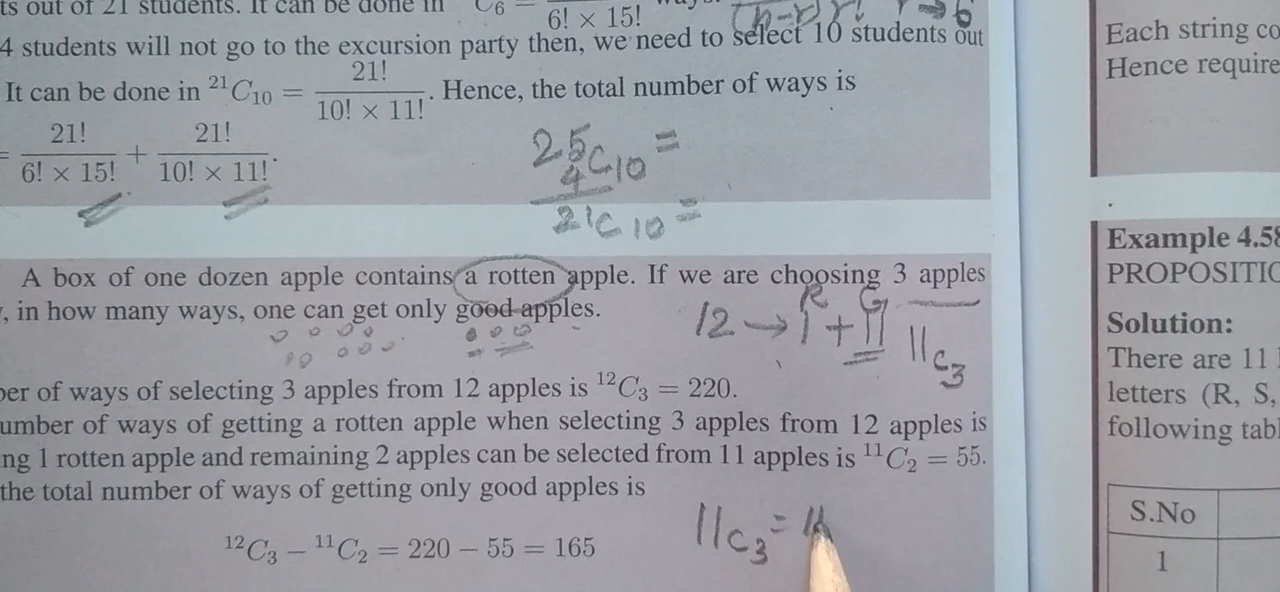 ts out of 21 students. It can be done in C6 = 6! × 15!
4 students will not go to the excursion party then, we need to select 10 students out
It can be done in ²¹C₁₀ = 21! / 10! × 11!. Hence, the total number of ways is
= 21! / 6! × 15! + 21! / 10! × 11!.
25C10 =
4
21C10 =
A box of one dozen apple contains a rotten apple. If we are choosing 3 apples
, in how many ways, one can get only good apples.
R G
12 → 1 + 11 11C3
ber of ways of selecting 3 apples from 12 apples is ¹²C₃ = 220.
umber of ways of getting a rotten apple when selecting 3 apples from 12 apples is
ng 1 rotten apple and remaining 2 apples can be selected from 11 apples is ¹¹C₂ = 55.
the total number of ways of getting only good apples is
¹²C₃ − ¹¹C₂ = 220 − 55 = 165
11C3 =
Each string co
Hence require
Example 4.58
PROPOSITIO
Solution:
There are 11
letters (R, S,
following tabl
S.No
1